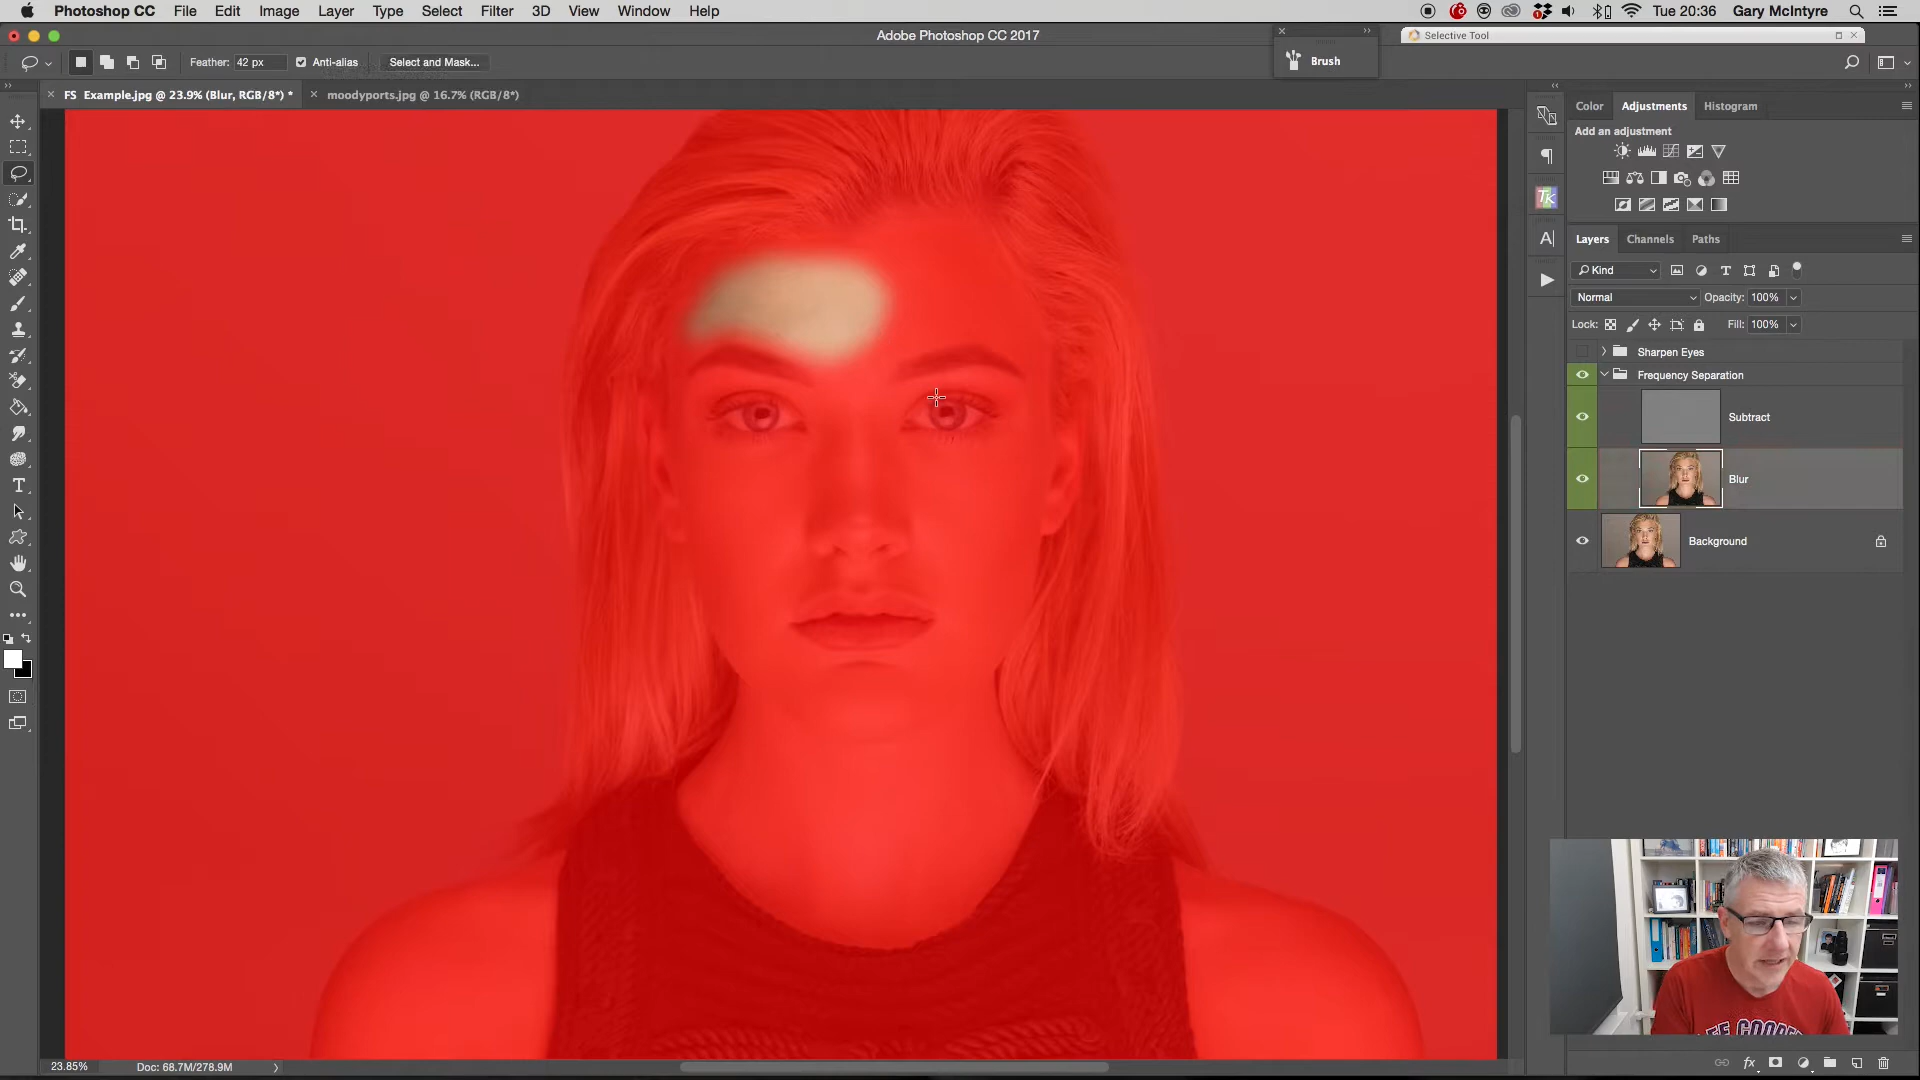 Photoshop CC File Edit Image Layer Type Select Filter 3D View Window Help Tue 20:36 Gary McIntyre
Adobe Photoshop CC 2017
Selective Tool
Feather: 42 px Anti-alias Select and Mask...
Brush
FS Example.jpg @ 23.9% (Blur, RGB/8*) * moodyports.jpg @ 16.7% (RGB/8*)
Color Adjustments Histogram
Add an adjustment
TK
A|
Layers Channels Paths
Kind
Normal Opacity: 100%
Lock: Fill: 100%
Sharpen Eyes
Frequency Separation
Subtract
Blur
Background
23.85% Doc: 68.7M/278.9M
fx